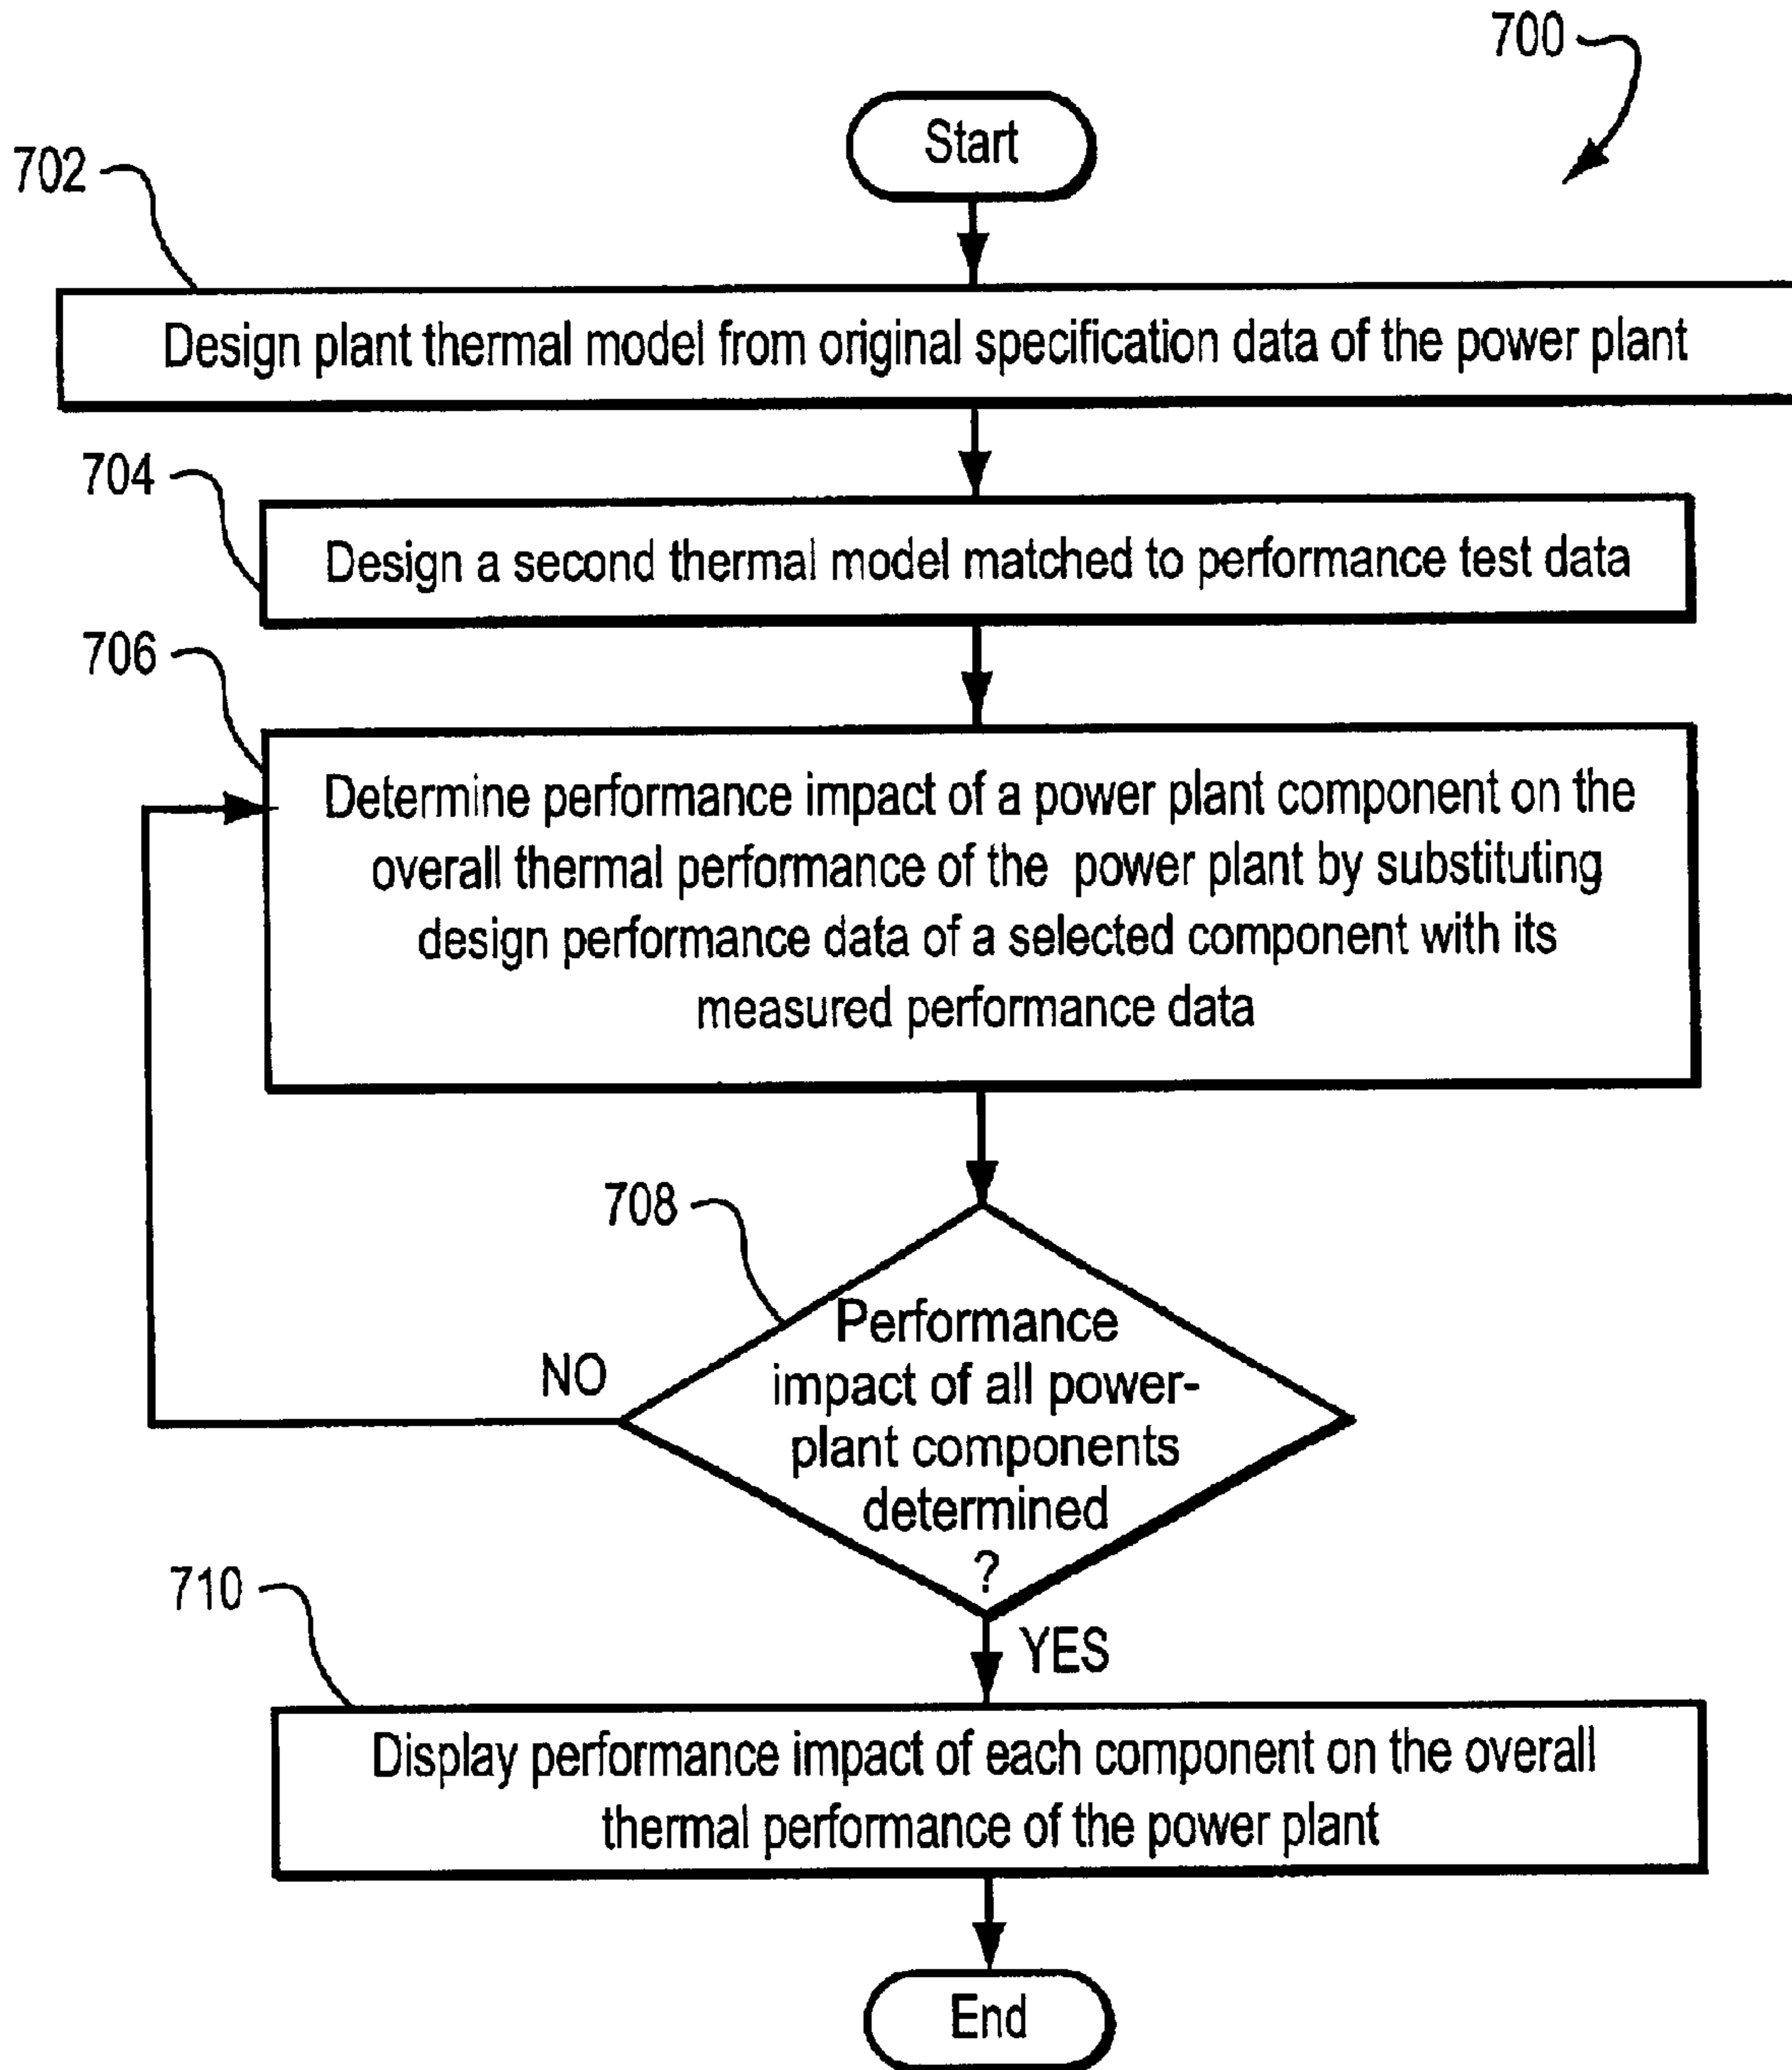 700
Start
702
Design plant thermal model from original specification data of the power plant
704
Design a second thermal model matched to performance test data
706
Determine performance impact of a power plant component on the
overall thermal performance of the power plant by substituting
design performance data of a selected component with its
measured performance data
708
Performance
impact of all power-
plant components
determined
?
NO
YES
710
Display performance impact of each component on the overall
thermal performance of the power plant
End